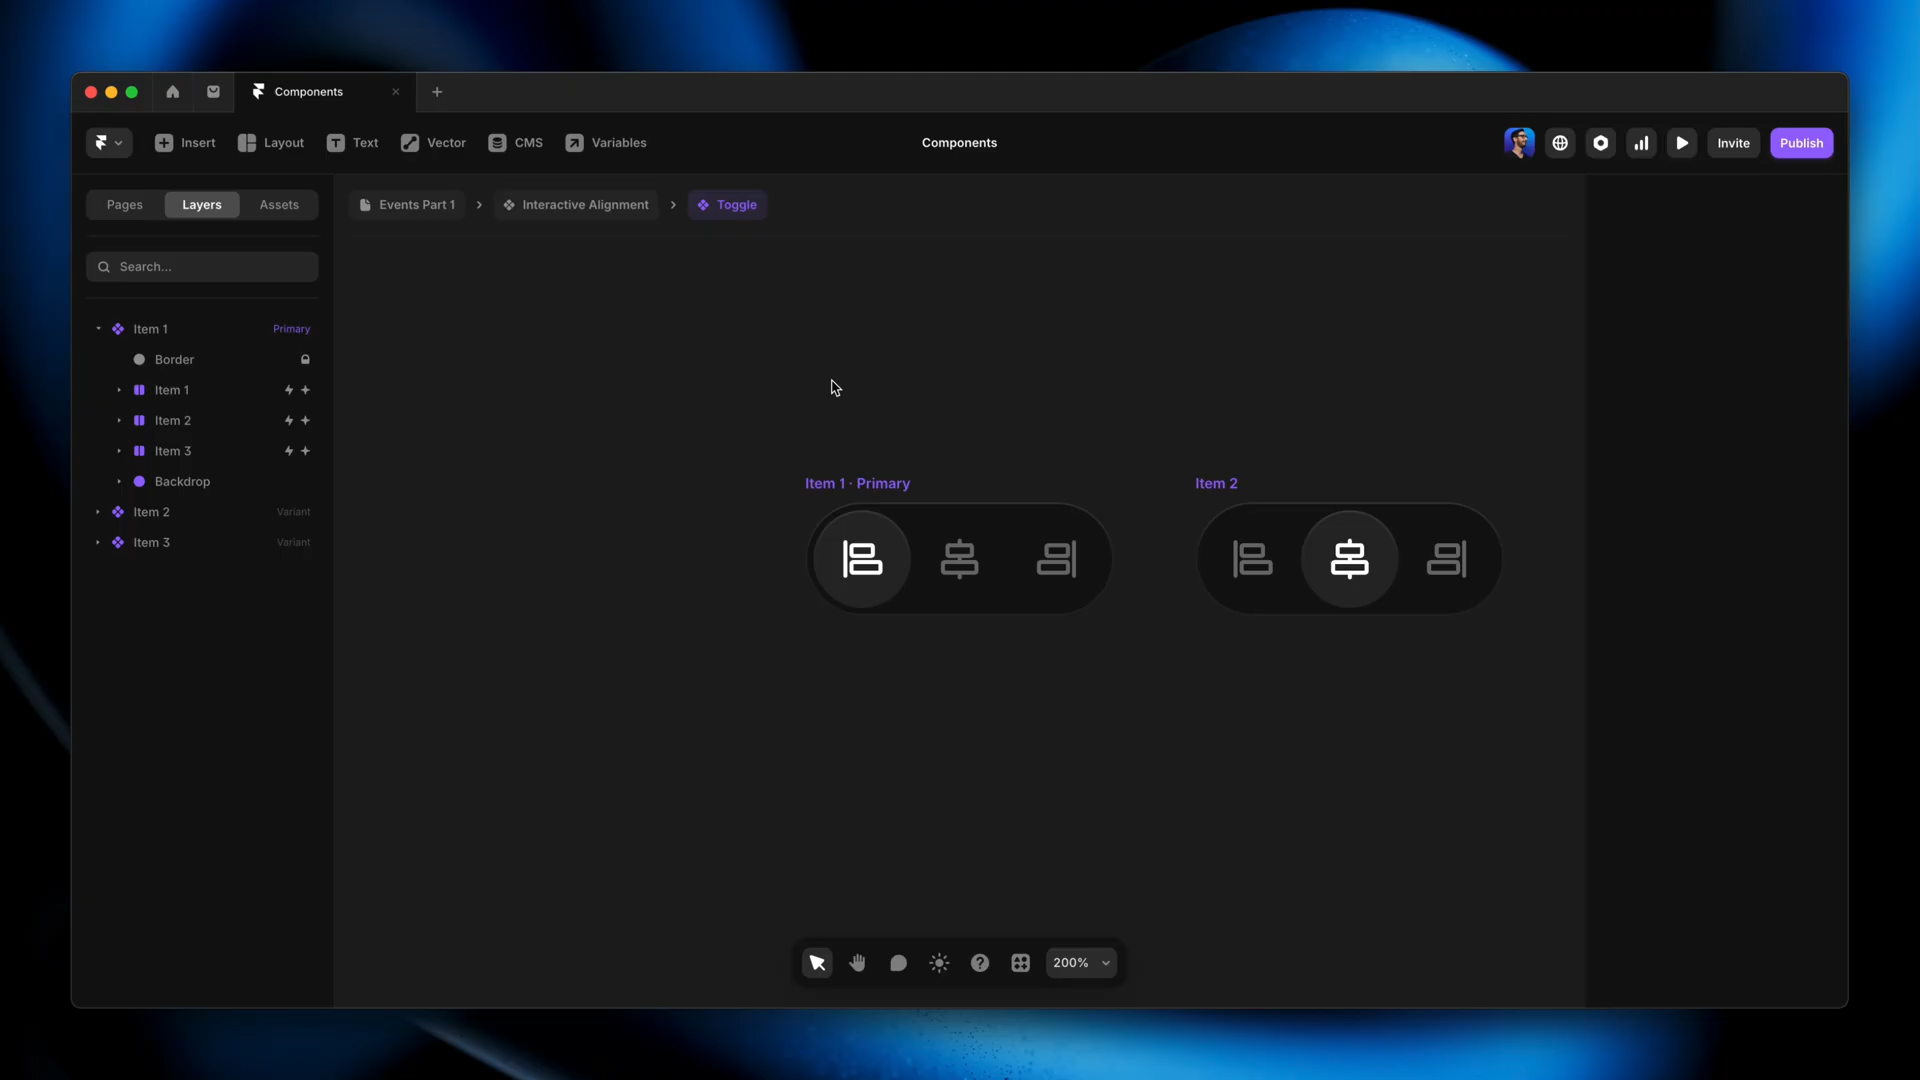 Components
Insert
Layout
Text
Vector
CMS
Variables
Components
Invite
Publish
Pages
Layers
Assets
Events Part 1
Interactive Alignment
Toggle
Search...
Item 1
Primary
Border
Item 1
Item 2
Item 3
Backdrop
Item 2
Variant
Item 3
Variant
Item 1 · Primary
Item 2
200%